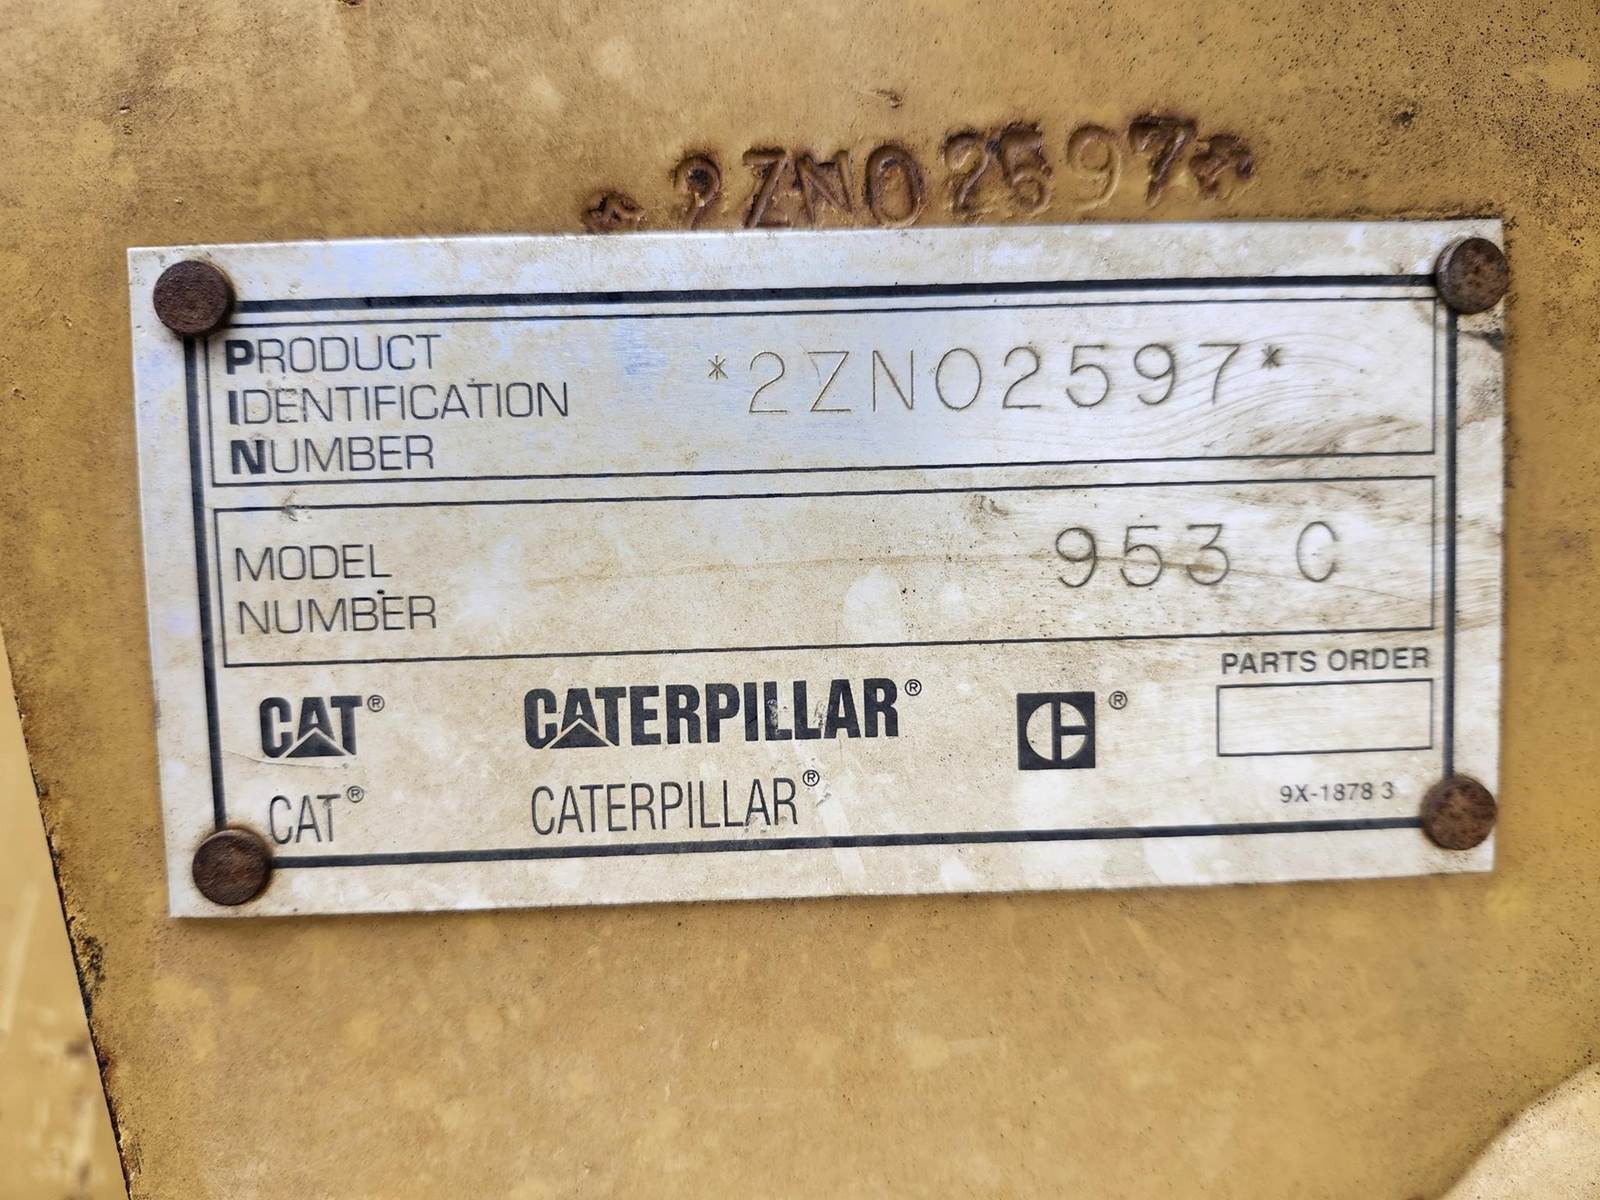 *2ZN02597*
PRODUCT
IDENTIFICATION
NUMBER
*2ZN02597*
MODEL
NUMBER
953 C
PARTS ORDER
CAT® CATERPILLAR® C®
CAT® CATERPILLAR®
9X-1878 3